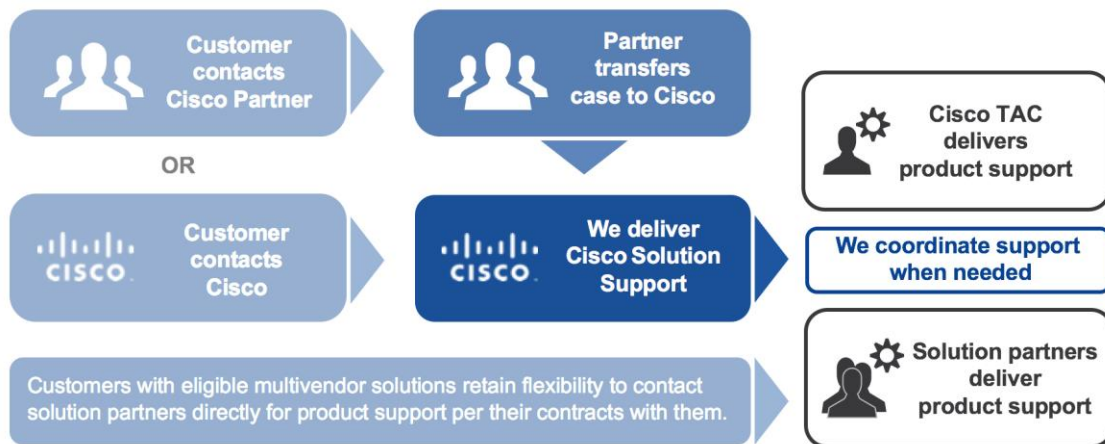 Customer
contacts
Cisco Partner
Partner
transfers
case to Cisco
OR
CISCO
Customer
contacts
Cisco
CISCO
We deliver
Cisco Solution
Support
Cisco TAC
delivers
product support
We coordinate support
when needed
Solution partners
deliver
product support
Customers with eligible multivendor solutions retain flexibility to contact
solution partners directly for product support per their contracts with them.